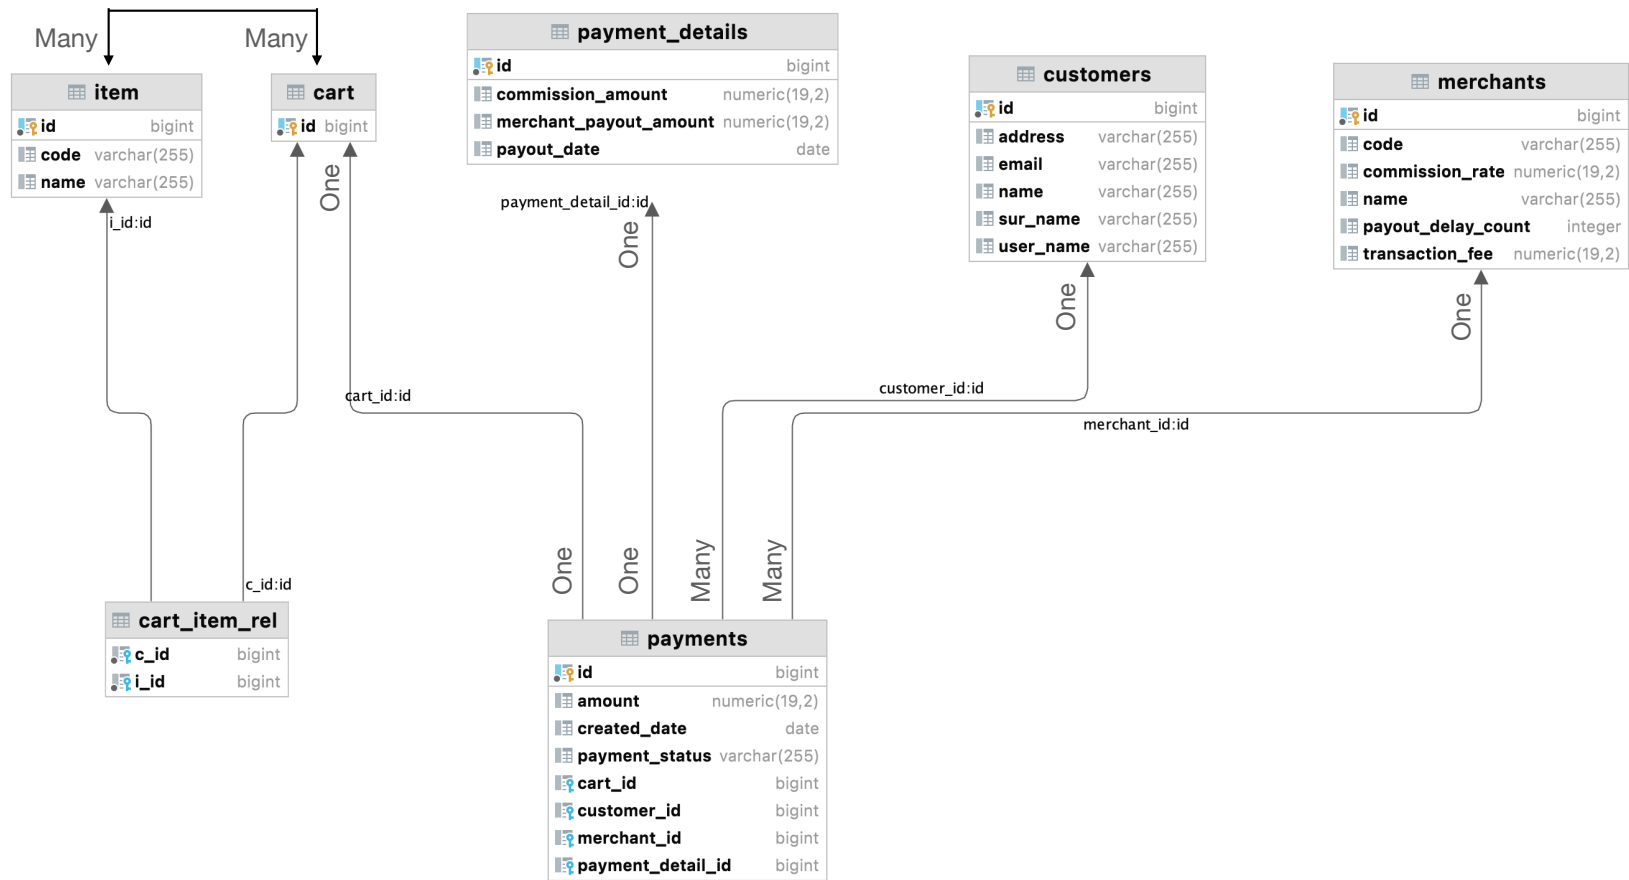 Many
Many
item
id bigint
code varchar(255)
name varchar(255)
cart
id bigint
payment_details
id bigint
commission_amount numeric(19,2)
merchant_payout_amount numeric(19,2)
payout_date date
customers
id bigint
address varchar(255)
email varchar(255)
name varchar(255)
sur_name varchar(255)
user_name varchar(255)
merchants
id bigint
code varchar(255)
commission_rate numeric(19,2)
name varchar(255)
payout_delay_count integer
transaction_fee numeric(19,2)
i_id:id
One
payment_detail_id:id
One
One
One
cart_id:id
customer_id:id
merchant_id:id
c_id:id
One
One
Many
Many
cart_item_rel
c_id bigint
i_id bigint
payments
id bigint
amount numeric(19,2)
created_date date
payment_status varchar(255)
cart_id bigint
customer_id bigint
merchant_id bigint
payment_detail_id bigint